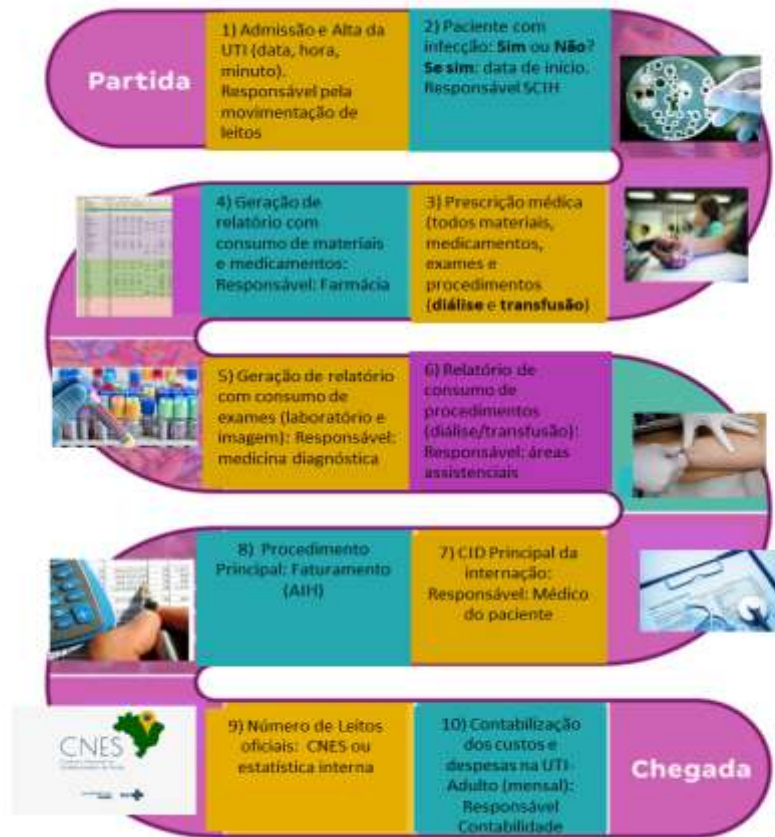 Partida
1) Admissão e Alta da
UTI (data, hora,
minuto).
Responsável pela
movimentação de
leitos
2) Paciente com
infecção: Sim ou Não?
Se sim: data de início.
Responsável SCIH
4) Geração de
relatório com
consumo de materiais
e medicamentos:
Responsável: Farmácia
3) Prescrição médica
(todos materiais,
medicamentos,
exames e
procedimentos
(diálise e transfusão)
5) Geração de relatório
com consumo de
exames (laboratório e
imagem): Responsável:
medicina diagnóstica
6) Relatório de
consumo de
procedimentos
(diálise/transfusão):
Responsável: áreas
assistenciais
8) Procedimento
Principal: Faturamento
(AIH)
7) CID Principal da
internação:
Responsável: Médico
do paciente
CNES
9) Número de Leitos
oficiais: CNES ou
estatística interna
10) Contabilização
dos custos e
despesas na UTI-
Adulto (mensal):
Responsável
Contabilidade
Chegada